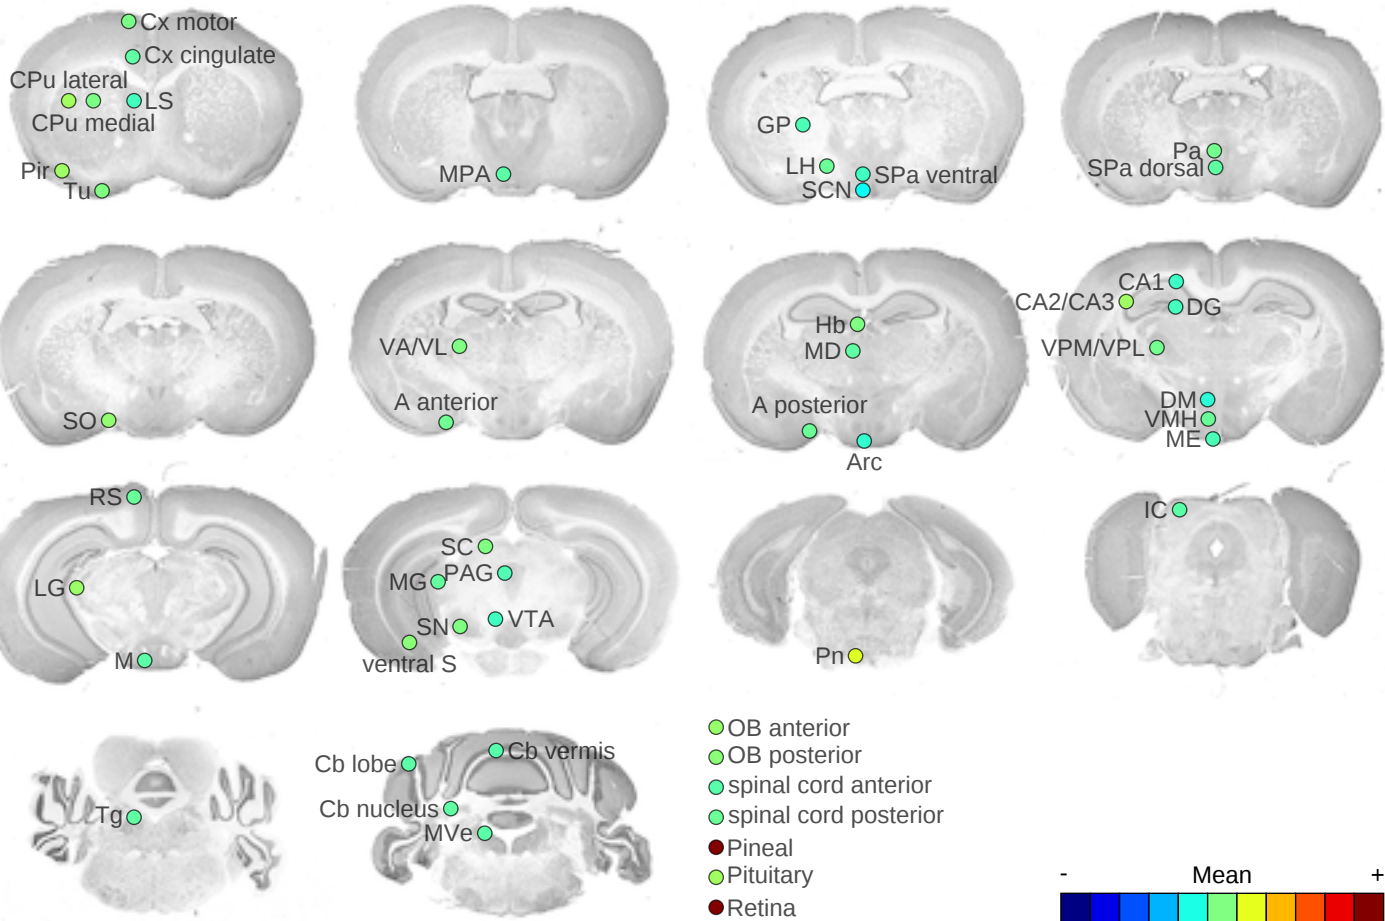 Cx motor
Cx cingulate
CPu lateral
LS
CPu medial
Pir
Tu
MPA
GP
LH
SPa ventral
SCN
Pa
SPa dorsal
SO
VA/VL
A anterior
Hb
MD
A posterior
Arc
CA1
CA2/CA3
DG
VPM/VPL
DM
VMH
ME
RS
LG
M
SC
MG
PAG
SN
VTA
ventral S
Pn
IC
Tg
Cb lobe
Cb vermis
Cb nucleus
MVe
OB anterior
OB posterior
spinal cord anterior
spinal cord posterior
Pineal
Pituitary
Retina
- Mean +